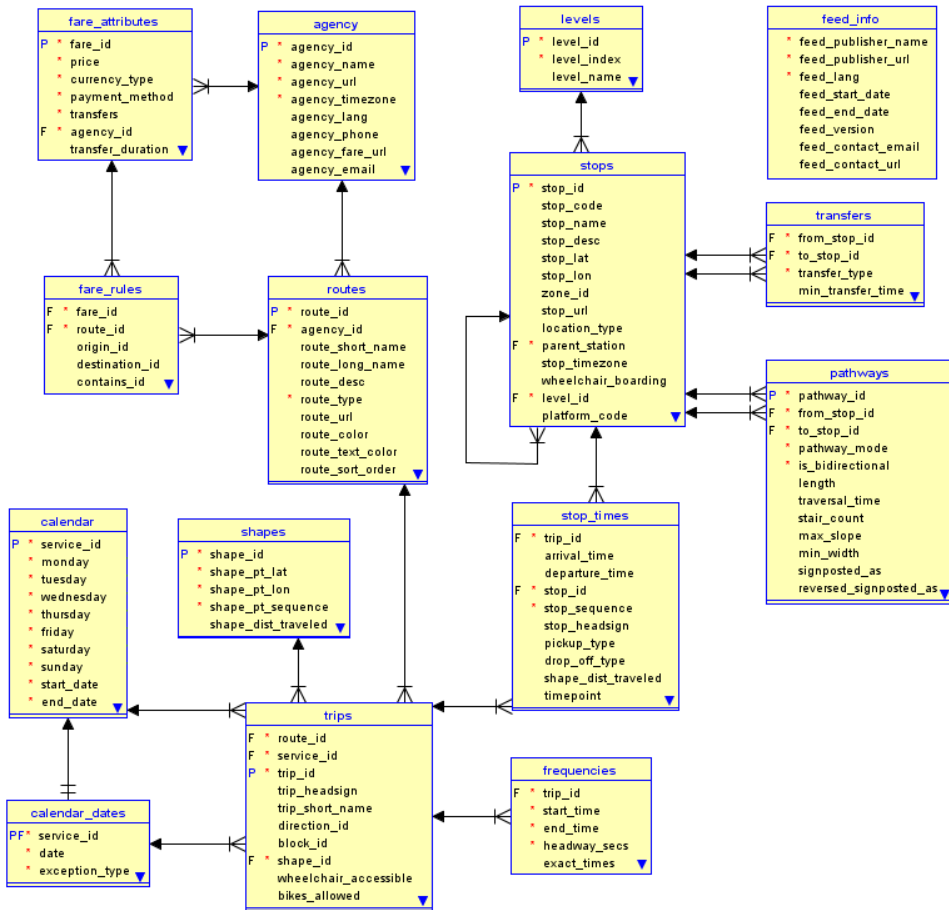 fare_attributes
P * fare_id
* price
* currency_type
* payment_method
* transfers
F * agency_id
transfer_duration
agency
P * agency_id
* agency_name
* agency_url
* agency_timezone
agency_lang
agency_phone
agency_fare_url
agency_email
levels
P * level_id
* level_index
level_name
feed_info
* feed_publisher_name
* feed_publisher_url
* feed_lang
feed_start_date
feed_end_date
feed_version
feed_contact_email
feed_contact_url
stops
P * stop_id
stop_code
stop_name
stop_desc
stop_lat
stop_lon
zone_id
stop_url
location_type
F * parent_station
stop_timezone
wheelchair_boarding
F * level_id
platform_code
transfers
F * from_stop_id
F * to_stop_id
* transfer_type
min_transfer_time
fare_rules
F * fare_id
F * route_id
origin_id
destination_id
contains_id
routes
P * route_id
F * agency_id
route_short_name
route_long_name
route_desc
* route_type
route_url
route_color
route_text_color
route_sort_order
pathways
P * pathway_id
F * from_stop_id
F * to_stop_id
* pathway_mode
* is_bidirectional
length
traversal_time
stair_count
max_slope
min_width
signposted_as
reversed_signposted_as
calendar
P * service_id
* monday
* tuesday
* wednesday
* thursday
* friday
* saturday
* sunday
* start_date
* end_date
shapes
P * shape_id
* shape_pt_lat
* shape_pt_lon
* shape_pt_sequence
shape_dist_traveled
stop_times
F * trip_id
arrival_time
departure_time
F * stop_id
* stop_sequence
stop_headsign
pickup_type
drop_off_type
shape_dist_traveled
timepoint
trips
F * route_id
F * service_id
P * trip_id
trip_headsign
trip_short_name
direction_id
block_id
F * shape_id
wheelchair_accessible
bikes_allowed
frequencies
F * trip_id
* start_time
* end_time
* headway_secs
exact_times
calendar_dates
PF * service_id
* date
* exception_type